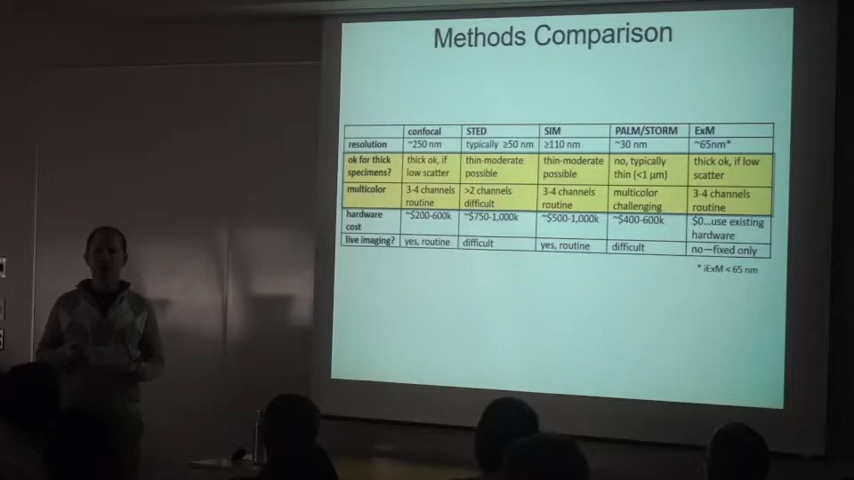 Methods Comparison
confocal STED SIM PALM/STORM ExM
resolution ~250 nm typically ≥50 nm ≥110 nm ~30 nm ~65nm*
ok for thick thick ok, if thin-moderate thin-moderate no, typically thick ok, if low
specimens? low scatter possible possible thin (<1 µm) scatter
multicolor 3-4 channels >2 channels 3-4 channels multicolor 3-4 channels
routine difficult routine challenging routine
hardware ~$200-600k ~$750-1,000k ~$500-1,000k ~$400-600k $0...use existing
cost hardware
live imaging? yes, routine difficult yes, routine difficult no—fixed only
* iExM < 65 nm